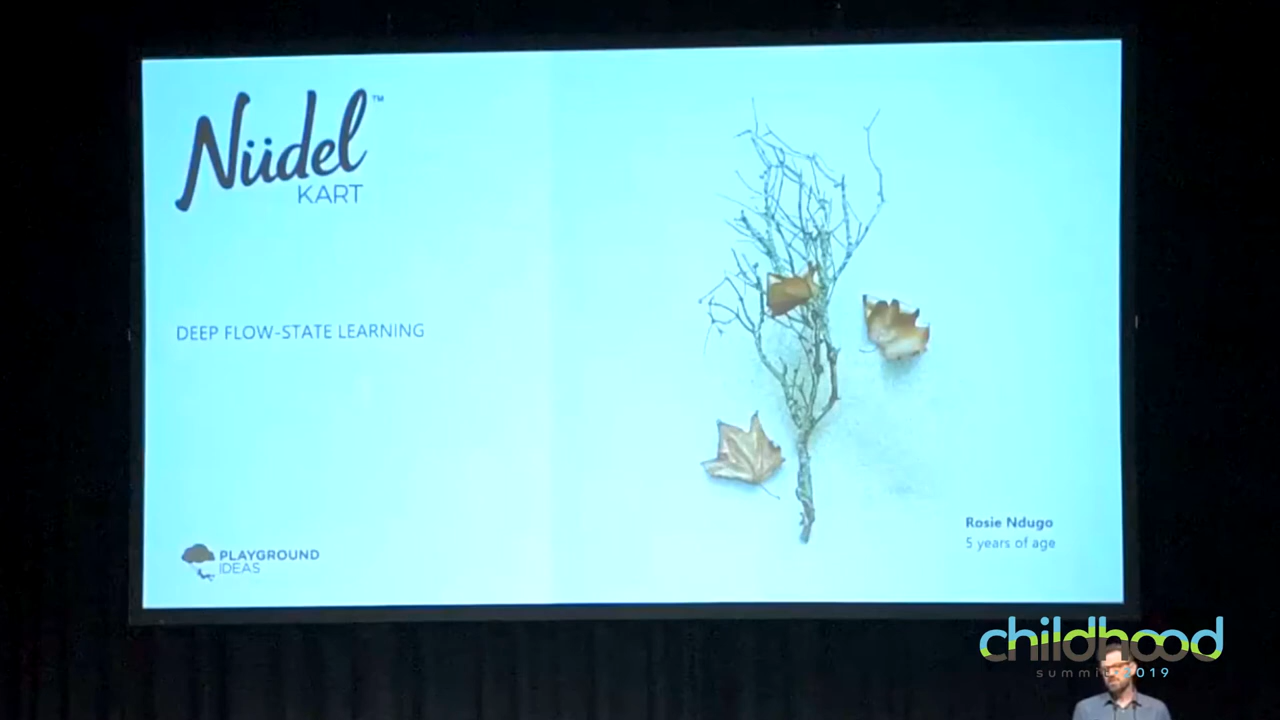 Nüdel™
KART
DEEP FLOW-STATE LEARNING
PLAYGROUND
IDEAS
Rosie Ndugo
5 years of age
childhood
summit 2019